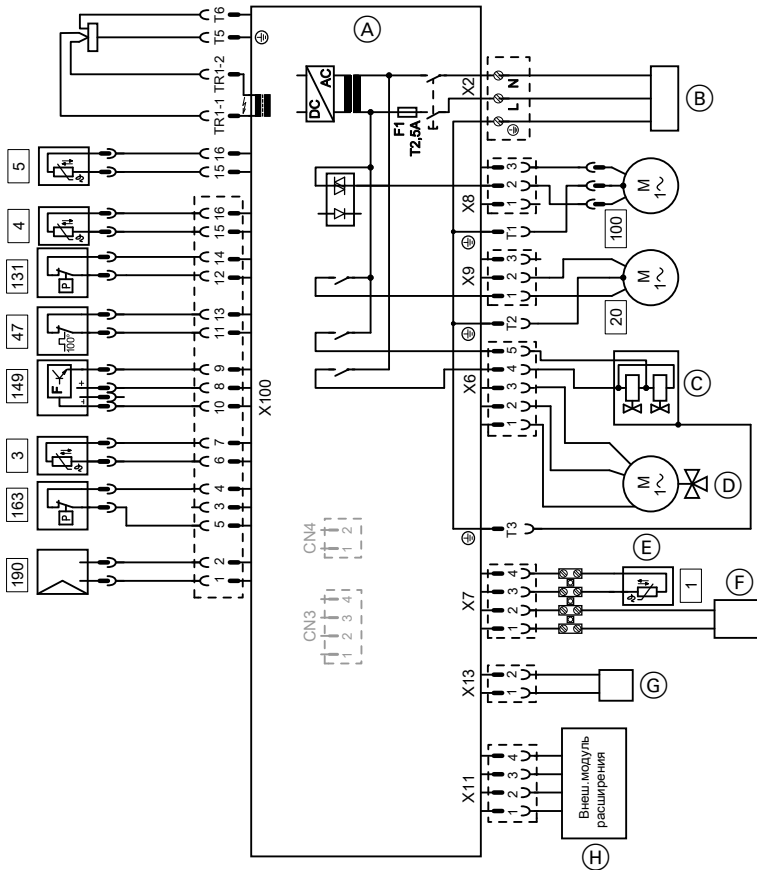 T6
T5
TR1-2
TR1-1
5
16
15
4
16
15
131
P
14
12
47
100°
13
11
149
F
+
+
9
8
10
3
7
6
163
P
4
3
5
190
2
1
X100
A
DC
AC
F1
T2,5A
CN4
1 2
CN3
1 2 3 4
X2
N
L
B
X8
3
2
1
T1
M
1~
100
X9
3
2
1
T2
M
1~
20
X6
5
4
3
2
1
C
M
1~
D
T3
E
X7
4
3
2
1
1
F
X13
2
1
G
X11
4
3
2
1
Внеш.модуль
расширения
H